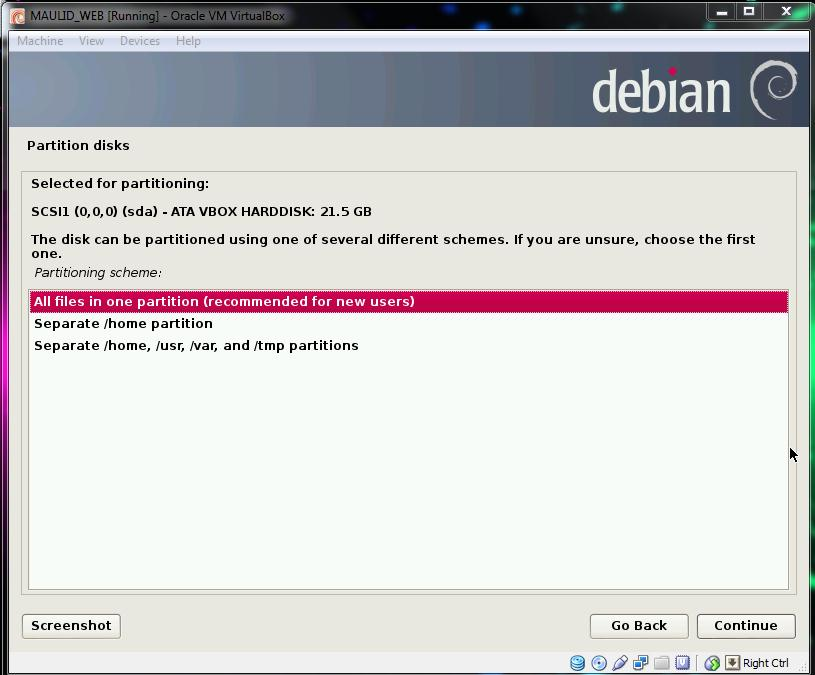 MAULID_WEB [Running] - Oracle VM VirtualBox
Machine View Devices Help
debian
Partition disks
Selected for partitioning:
SCSI1 (0,0,0) (sda) - ATA VBOX HARDDISK: 21.5 GB
The disk can be partitioned using one of several different schemes. If you are unsure, choose the first
one.
Partitioning scheme:
All files in one partition (recommended for new users)
Separate /home partition
Separate /home, /usr, /var, and /tmp partitions
Screenshot Go Back Continue
Right Ctrl